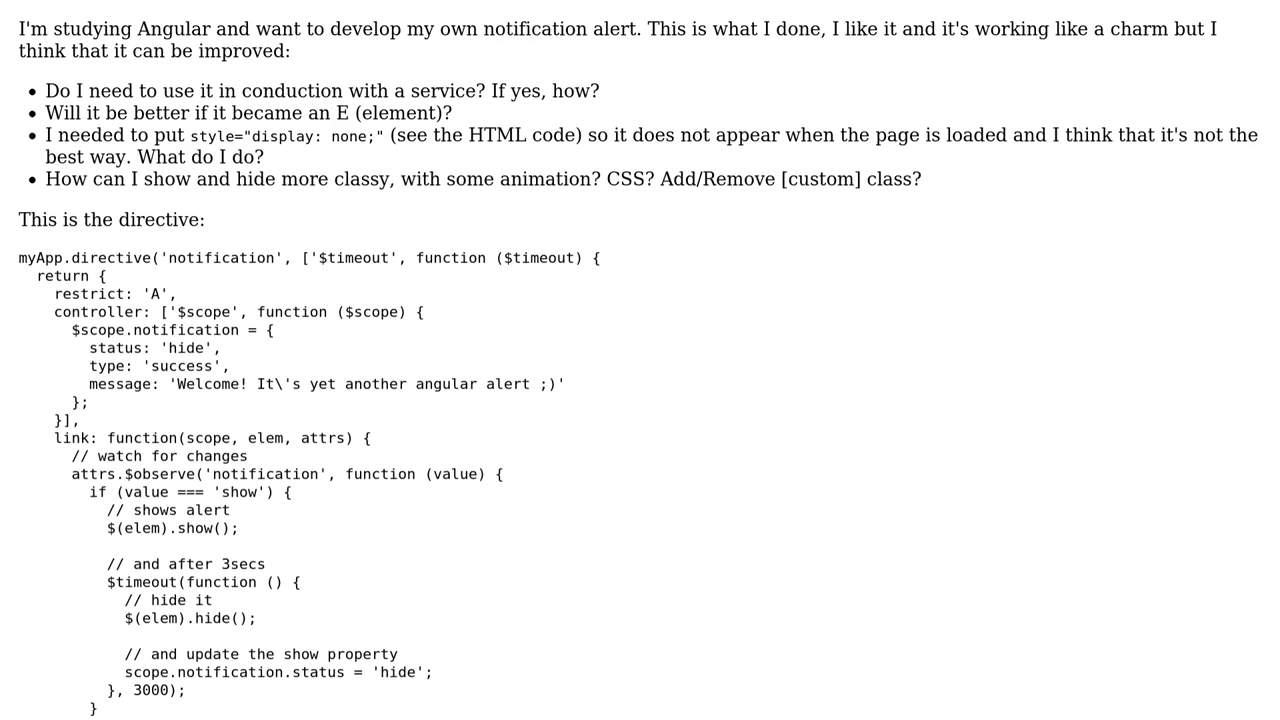 I'm studying Angular and want to develop my own notification alert. This is what I done, I like it and it's working like a charm but I
think that it can be improved:
• Do I need to use it in conduction with a service? If yes, how?
• Will it be better if it became an E (element)?
• I needed to put style="display: none;" (see the HTML code) so it does not appear when the page is loaded and I think that it's not the
best way. What do I do?
• How can I show and hide more classy, with some animation? CSS? Add/Remove [custom] class?
This is the directive:
myApp.directive('notification', ['$timeout', function ($timeout) {
  return {
    restrict: 'A',
    controller: ['$scope', function ($scope) {
      $scope.notification = {
        status: 'hide',
        type: 'success',
        message: 'Welcome! It\'s yet another angular alert ;)'
      };
    }],
    link: function(scope, elem, attrs) {
      // watch for changes
      attrs.$observe('notification', function (value) {
        if (value === 'show') {
          // shows alert
          $(elem).show();

          // and after 3secs
          $timeout(function () {
            // hide it
            $(elem).hide();

            // and update the show property
            scope.notification.status = 'hide';
          }, 3000);
        }